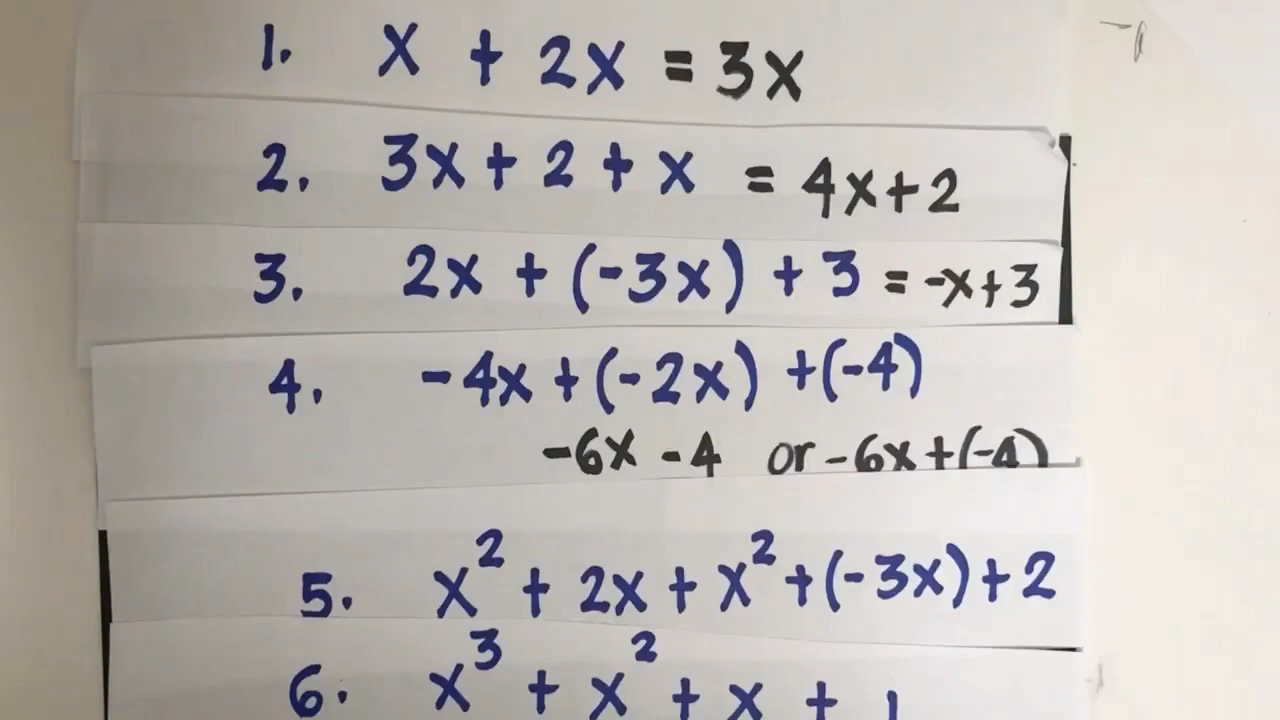 1. x + 2x = 3x
2. 3x + 2 + x = 4x+2
3. 2x + (-3x) + 3 = -x+3
4. -4x + (-2x) + (-4)
-6x -4 or -6x+(-4)
5. x² + 2x + x² + (-3x) + 2
6. x³ + x² + x + 1